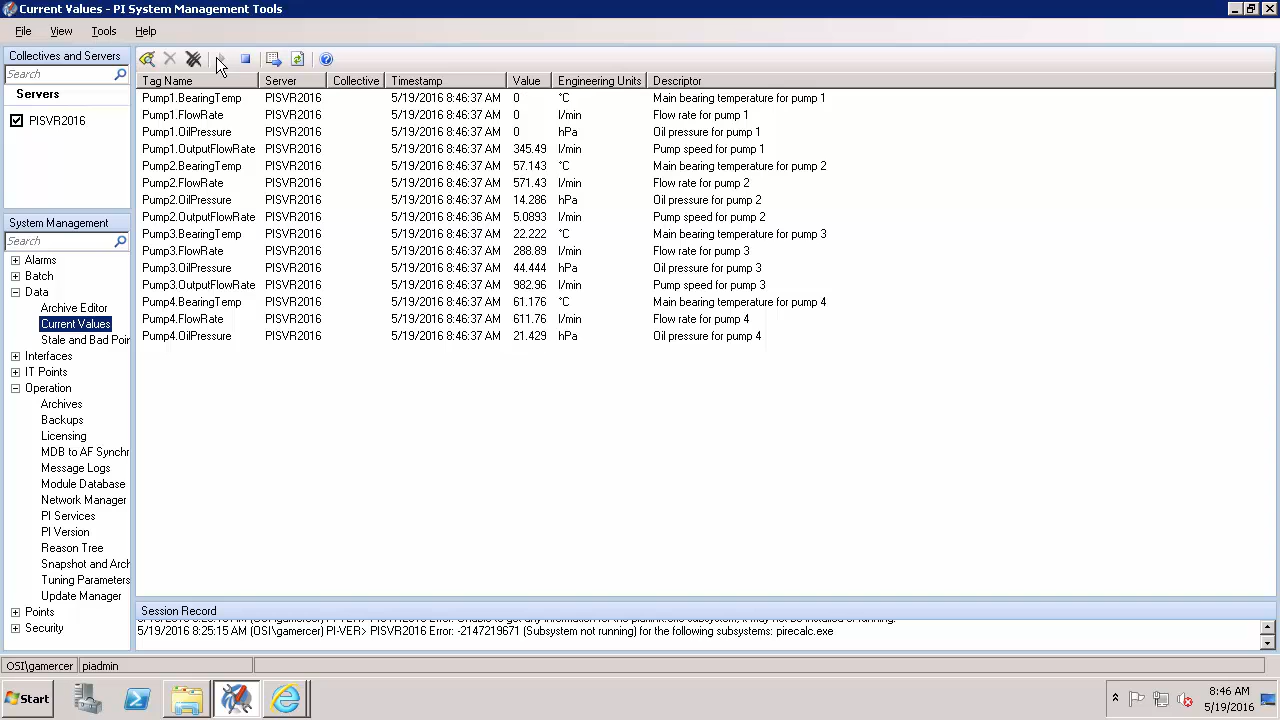 Current Values - PI System Management Tools
File View Tools Help
Collectives and Servers
Search
Servers
PISVR2016
System Management
Search
Alarms
Batch
Data
Archive Editor
Current Values
Stale and Bad Poir
Interfaces
IT Points
Operation
Archives
Backups
Licensing
MDB to AF Synchr
Message Logs
Module Database
Network Manager
PI Services
PI Version
Reason Tree
Snapshot and Arch
Tuning Parameters
Update Manager
Points
Security
Tag Name Server Collective Timestamp Value Engineering Units Descriptor
Pump1.BearingTemp PISVR2016 5/19/2016 8:46:37 AM 0 °C Main bearing temperature for pump 1
Pump1.FlowRate PISVR2016 5/19/2016 8:46:37 AM 0 l/min Flow rate for pump 1
Pump1.OilPressure PISVR2016 5/19/2016 8:46:37 AM 0 hPa Oil pressure for pump 1
Pump1.OutputFlowRate PISVR2016 5/19/2016 8:46:37 AM 345.49 l/min Pump speed for pump 1
Pump2.BearingTemp PISVR2016 5/19/2016 8:46:37 AM 57.143 °C Main bearing temperature for pump 2
Pump2.FlowRate PISVR2016 5/19/2016 8:46:37 AM 571.43 l/min Flow rate for pump 2
Pump2.OilPressure PISVR2016 5/19/2016 8:46:37 AM 14.286 hPa Oil pressure for pump 2
Pump2.OutputFlowRate PISVR2016 5/19/2016 8:46:36 AM 5.0893 l/min Pump speed for pump 2
Pump3.BearingTemp PISVR2016 5/19/2016 8:46:37 AM 22.222 °C Main bearing temperature for pump 3
Pump3.FlowRate PISVR2016 5/19/2016 8:46:37 AM 288.89 l/min Flow rate for pump 3
Pump3.OilPressure PISVR2016 5/19/2016 8:46:37 AM 44.444 hPa Oil pressure for pump 3
Pump3.OutputFlowRate PISVR2016 5/19/2016 8:46:37 AM 982.96 l/min Pump speed for pump 3
Pump4.BearingTemp PISVR2016 5/19/2016 8:46:37 AM 61.176 °C Main bearing temperature for pump 4
Pump4.FlowRate PISVR2016 5/19/2016 8:46:37 AM 611.76 l/min Flow rate for pump 4
Pump4.OilPressure PISVR2016 5/19/2016 8:46:37 AM 21.429 hPa Oil pressure for pump 4
Session Record
5/19/2016 8:25:15 AM (OSI\gamercer) PI-VER> PISVR2016 Error: -2147219671 (Subsystem not running) for the following subsystems: pirecalc.exe
OSI\gamercer piadmin
Start
8:46 AM
5/19/2016